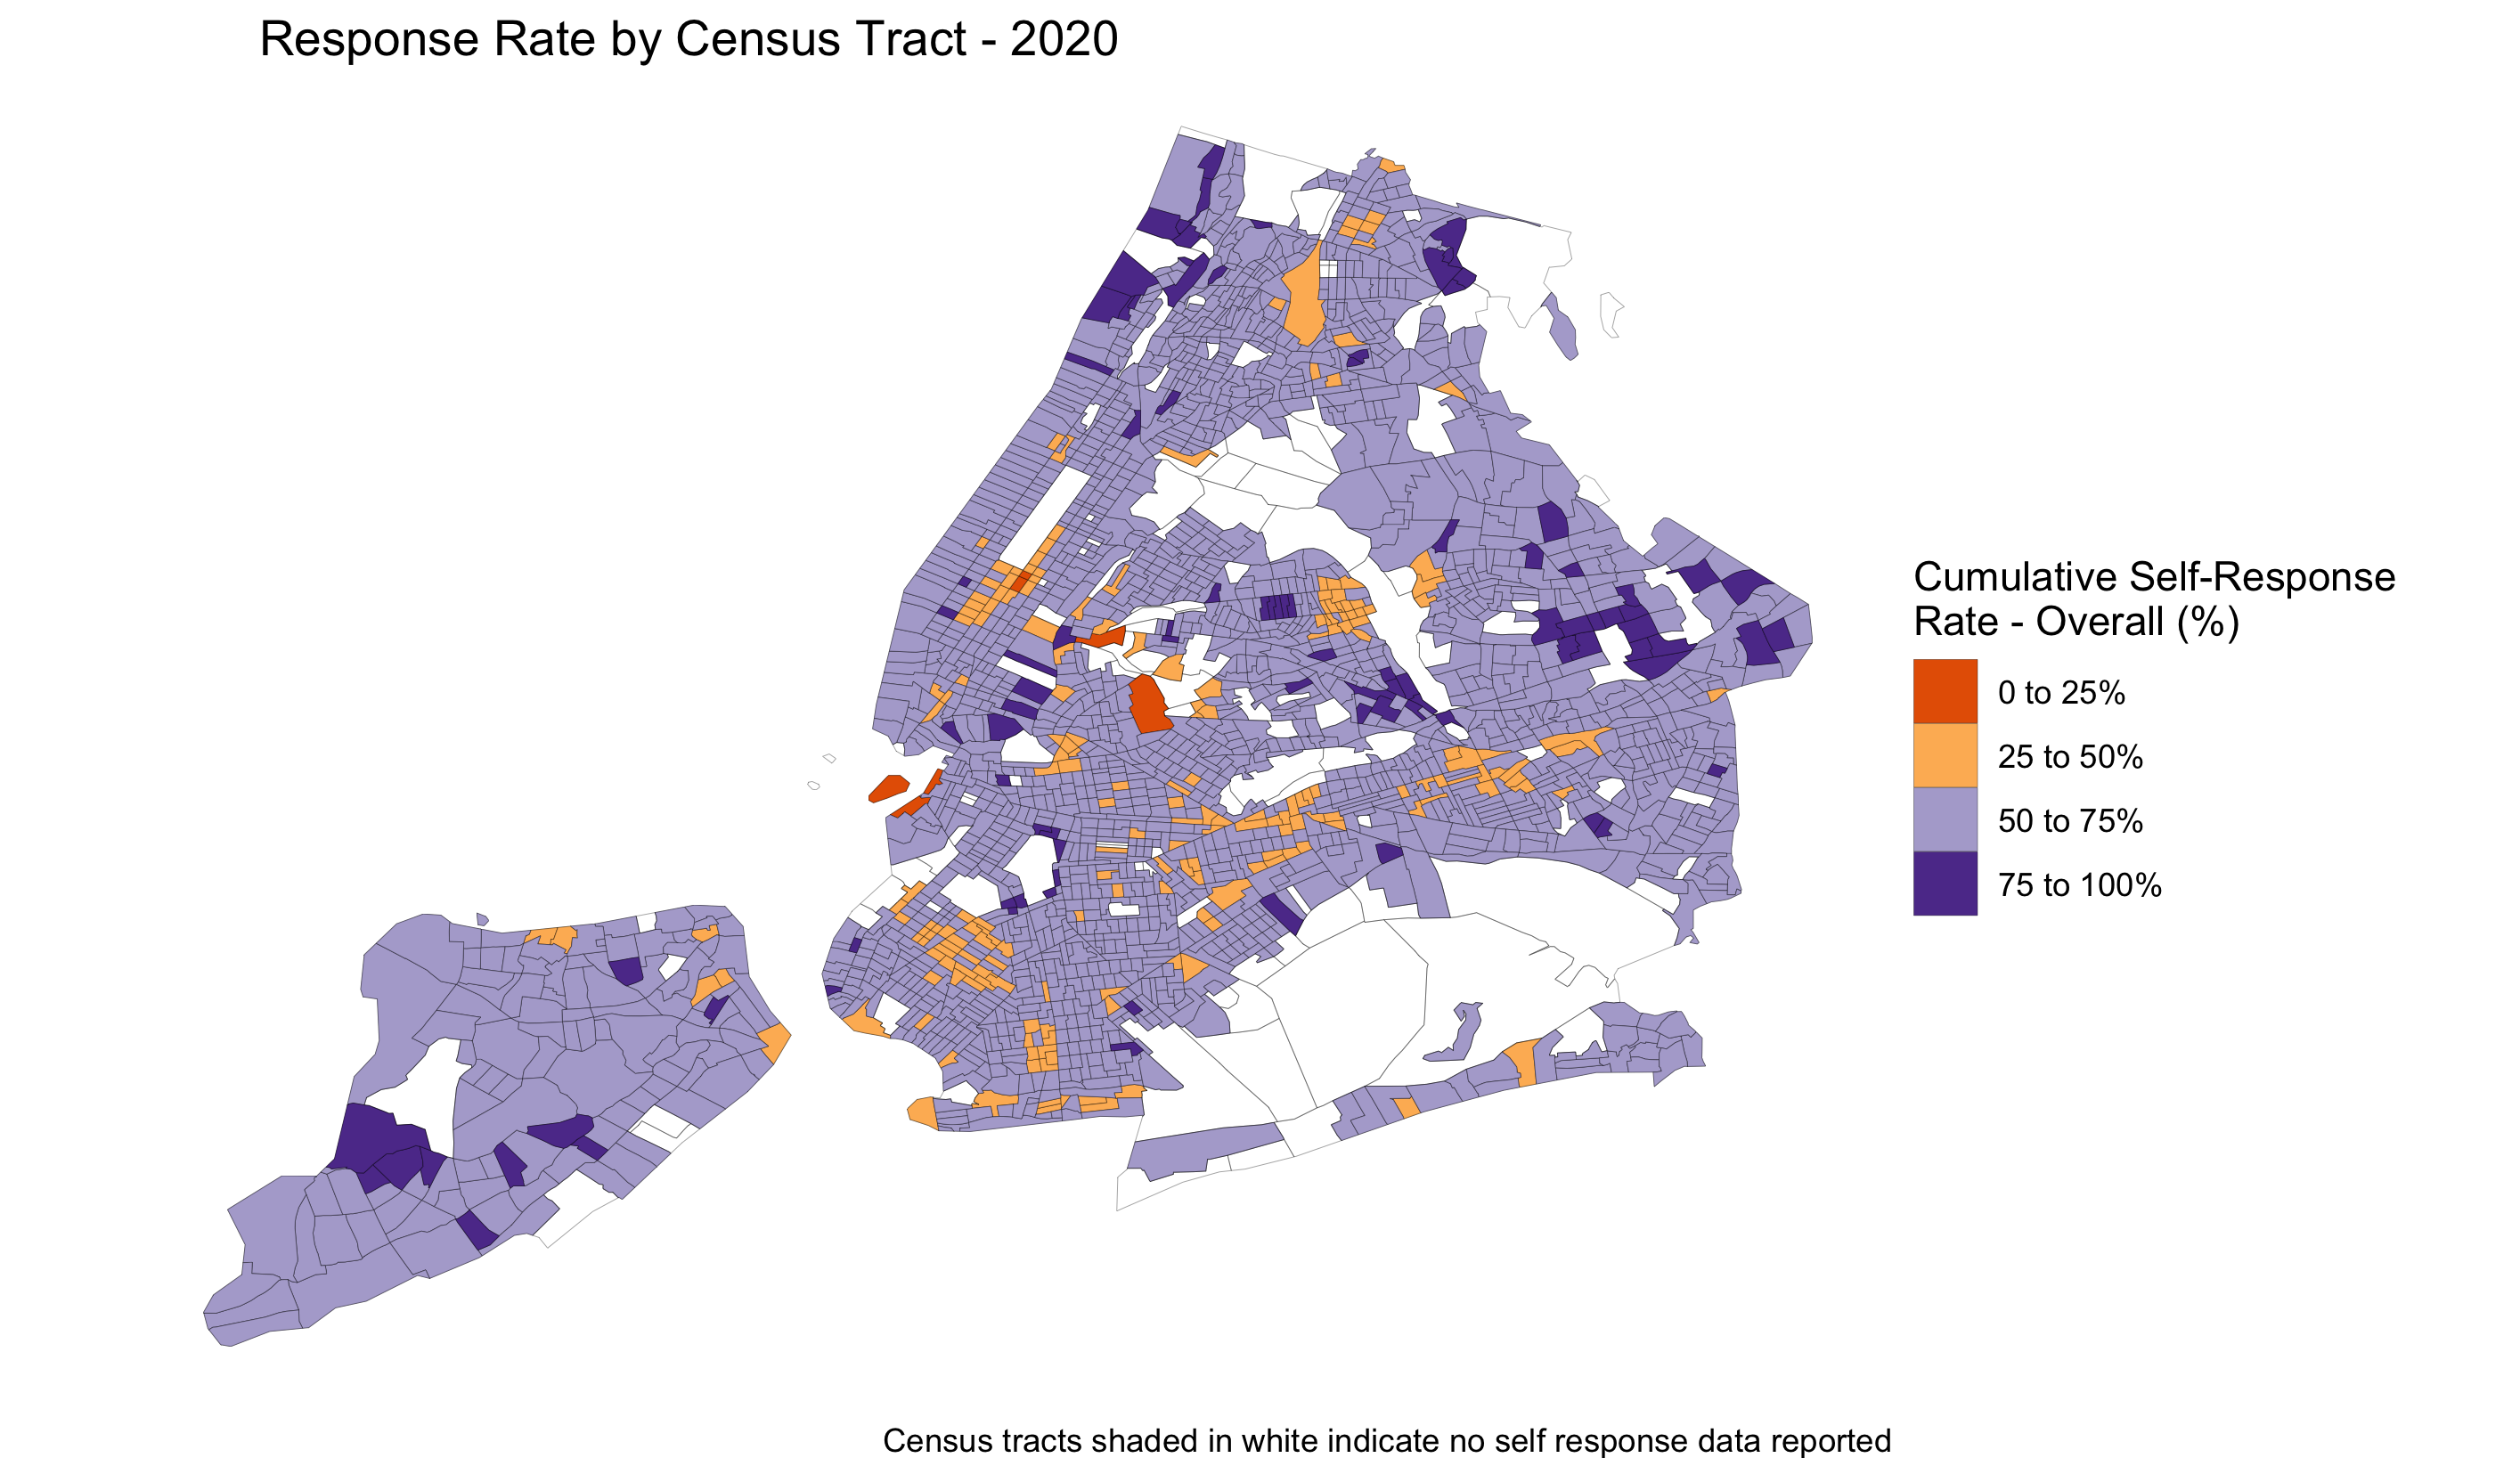 Response Rate by Census Tract - 2020
Cumulative Self-Response
Rate - Overall (%)
0 to 25%
25 to 50%
50 to 75%
75 to 100%
Census tracts shaded in white indicate no self response data reported